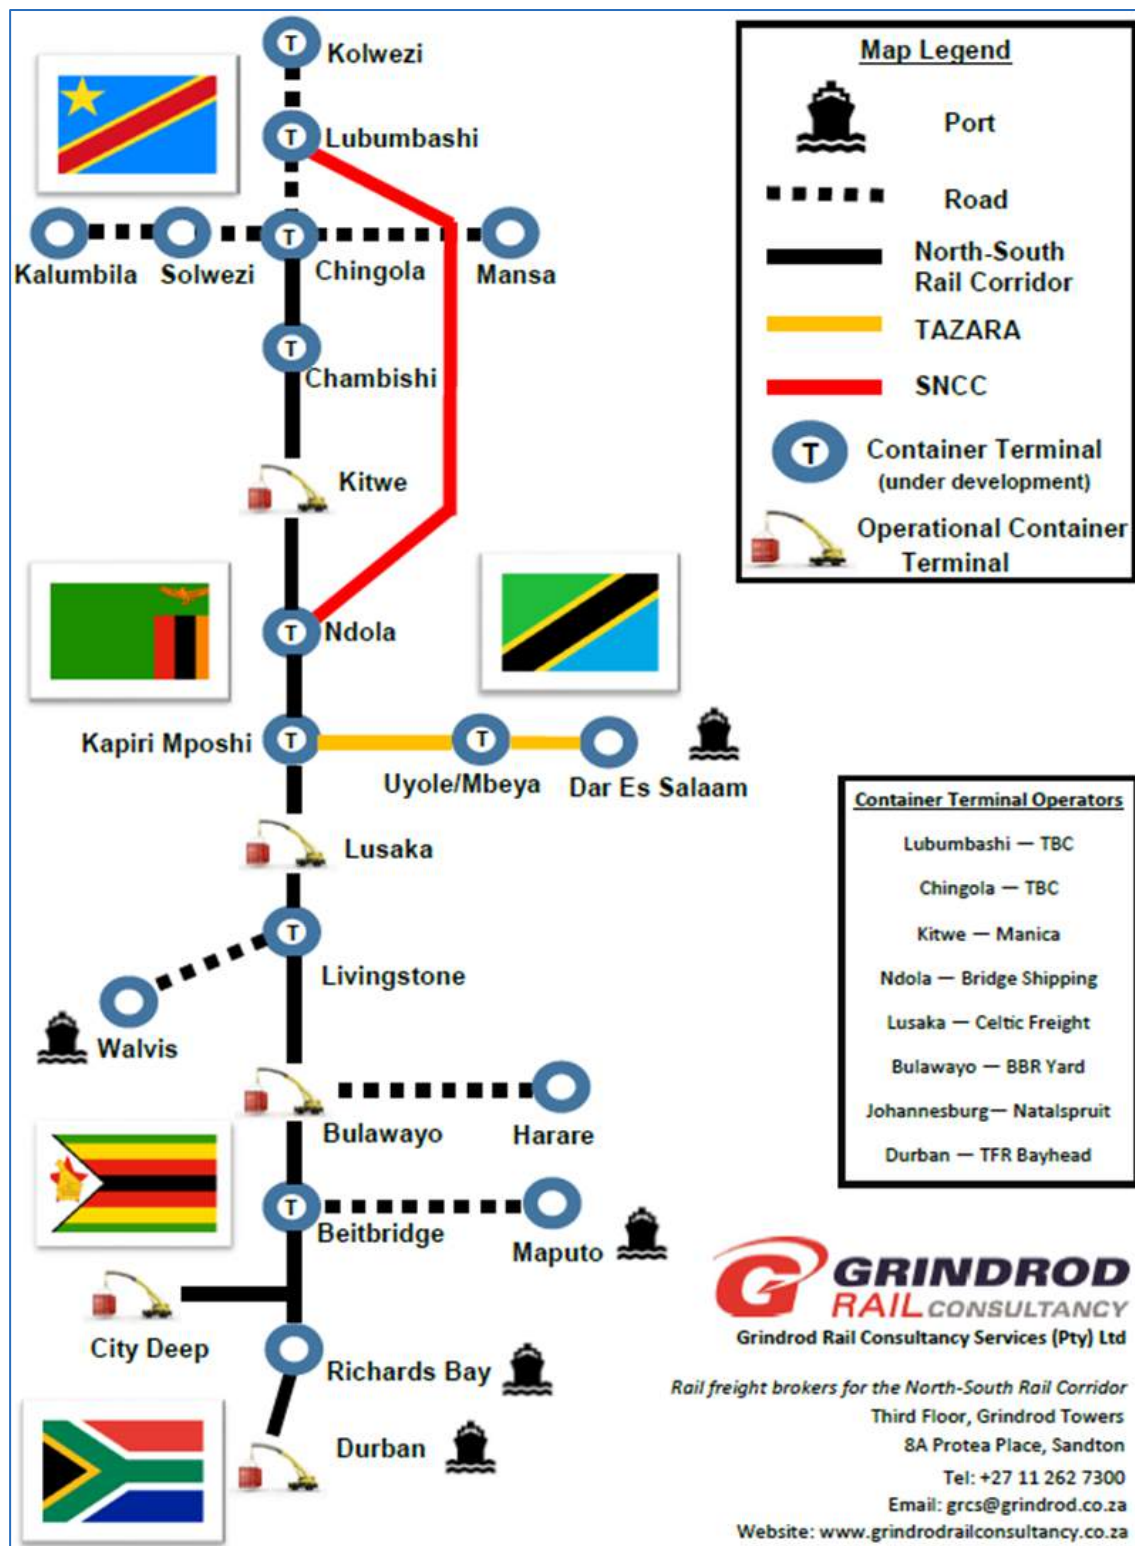 T
Kolwezi
T
Lubumbashi
Kalumbila
Solwezi
T
Chingola
Mansa
T
Chambishi
Kitwe
T
Ndola
Kapiri Mposhi
T
T
Uyole/Mbeya
Dar Es Salaam
Lusaka
T
Livingstone
Walvis
Bulawayo
Harare
T
Beitbridge
Maputo
City Deep
Richards Bay
Durban
Map Legend
Port
Road
North-South
Rail Corridor
TAZARA
SNCC
T
Container Terminal
(under development)
Operational Container
Terminal
Container Terminal Operators
Lubumbashi — TBC
Chingola — TBC
Kitwe — Manica
Ndola — Bridge Shipping
Lusaka — Celtic Freight
Bulawayo — BBR Yard
Johannesburg— Natalspruit
Durban — TFR Bayhead
GRINDROD
RAIL CONSULTANCY
Grindrod Rail Consultancy Services (Pty) Ltd
Rail freight brokers for the North-South Rail Corridor
Third Floor, Grindrod Towers
8A Protea Place, Sandton
Tel: +27 11 262 7300
Email: grcs@grindrod.co.za
Website: www.grindrodrailconsultancy.co.za